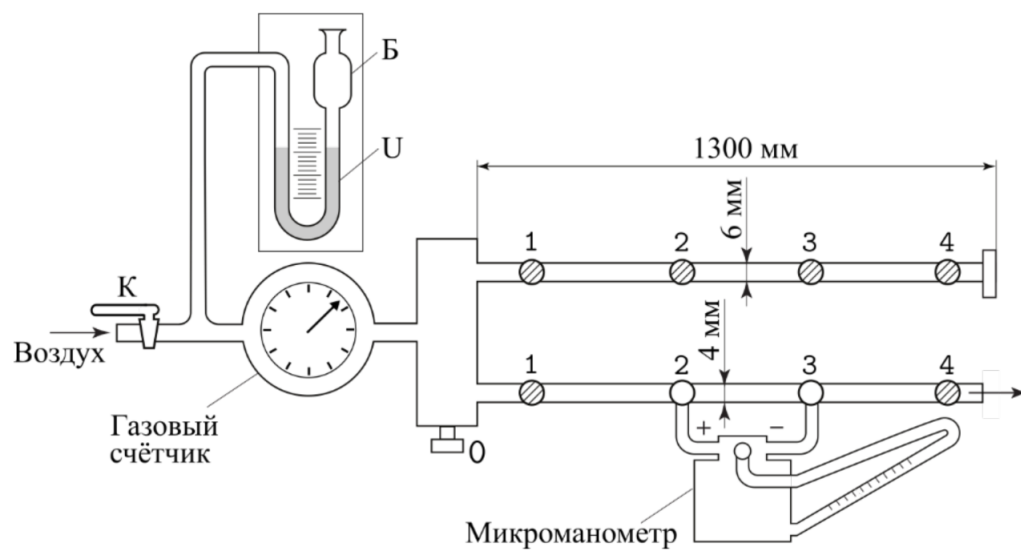 Б
U
1300 мм
1 2 3 4
6 мм
К
Воздух
1 2 3 4
4 мм
+ −
Газовый
счётчик
0
Микроманометр